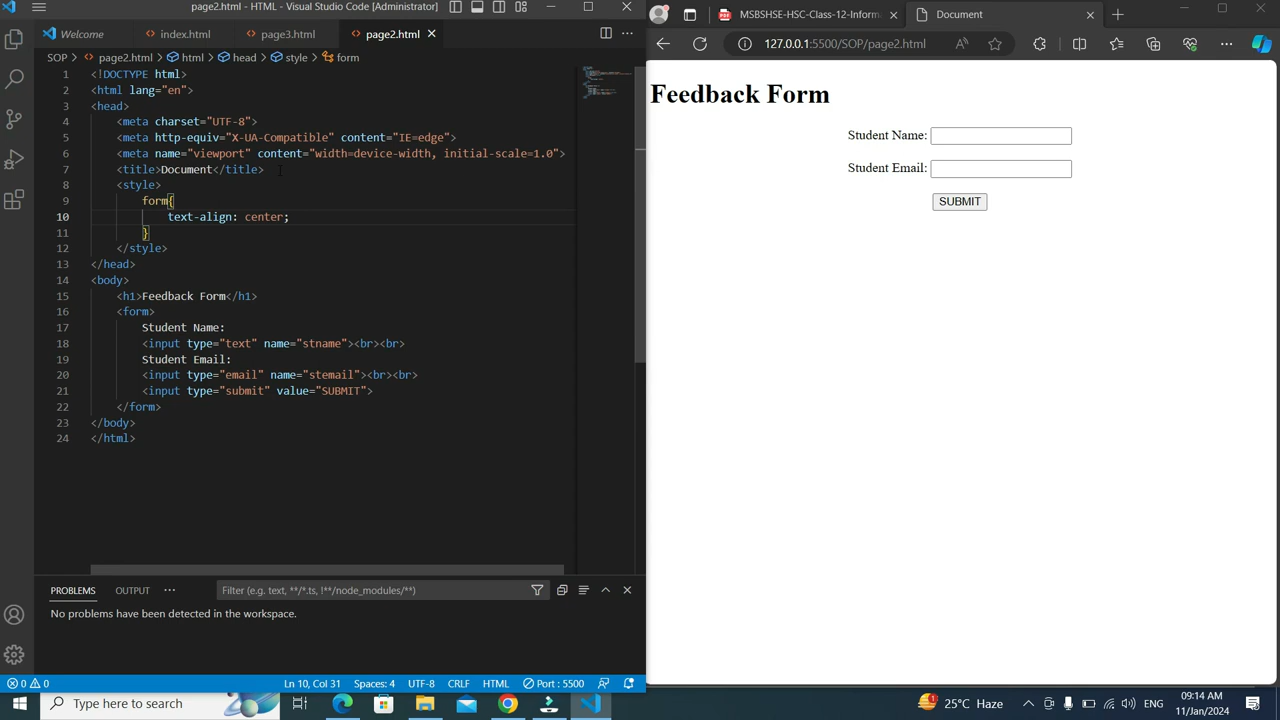 page2.html - HTML - Visual Studio Code [Administrator]
Welcome
index.html
page3.html
page2.html
SOP > page2.html > html > head > style > form
1 <!DOCTYPE html>
2 <html lang="en">
3 <head>
4 <meta charset="UTF-8">
5 <meta http-equiv="X-UA-Compatible" content="IE=edge">
6 <meta name="viewport" content="width=device-width, initial-scale=1.0">
7 <title>Document</title>
8 <style>
9 form{
10 text-align: center;
11 }
12 </style>
13 </head>
14 <body>
15 <h1>Feedback Form</h1>
16 <form>
17 Student Name:
18 <input type="text" name="stname"><br><br>
19 Student Email:
20 <input type="email" name="stemail"><br><br>
21 <input type="submit" value="SUBMIT">
22 </form>
23 </body>
24 </html>
PROBLEMS
OUTPUT
Filter (e.g. text, **/*.ts, !**/node_modules/**)
No problems have been detected in the workspace.
0 0
Ln 10, Col 31
Spaces: 4
UTF-8
CRLF
HTML
Port : 5500
MSBSHSE-HSC-Class-12-Inform
Document
127.0.0.1:5500/SOP/page2.html
Feedback Form
Student Name:
Student Email:
SUBMIT
Type here to search
1
25°C Haze
ENG
09:14 AM
11/Jan/2024